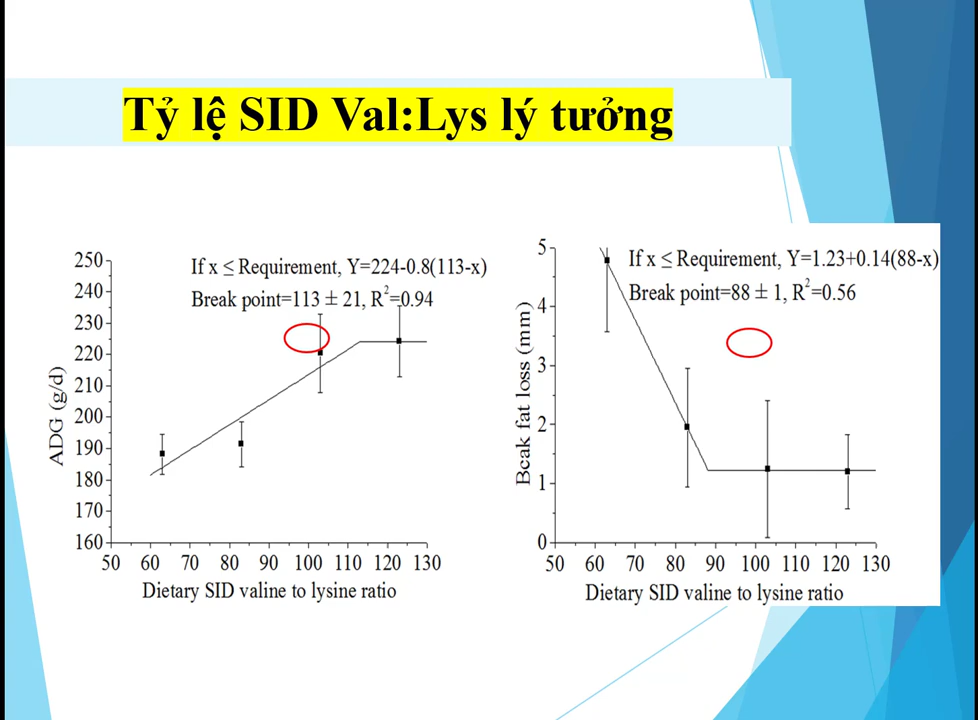 Tỷ lệ SID Val:Lys lý tưởng
If x ≤ Requirement, Y=224-0.8(113-x)
Break point=113 ± 21, R²=0.94
ADG (g/d)
250
240
230
220
210
200
190
180
170
160
50 60 70 80 90 100 110 120 130
Dietary SID valine to lysine ratio
If x ≤ Requirement, Y=1.23+0.14(88-x)
Break point=88 ± 1, R²=0.56
Bcak fat loss (mm)
5
4
3
2
1
0
50 60 70 80 90 100 110 120 130
Dietary SID valine to lysine ratio